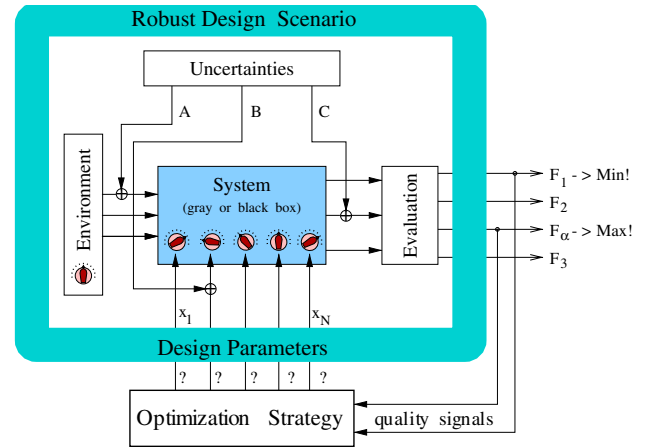 Robust Design Scenario
Uncertainties
A B C
Environment
System
(gray or black box)
Evaluation
F1 -> Min!
F2
Fα -> Max!
F3
x1 xN
Design Parameters
? ? ? ? ?
Optimization Strategy
quality signals